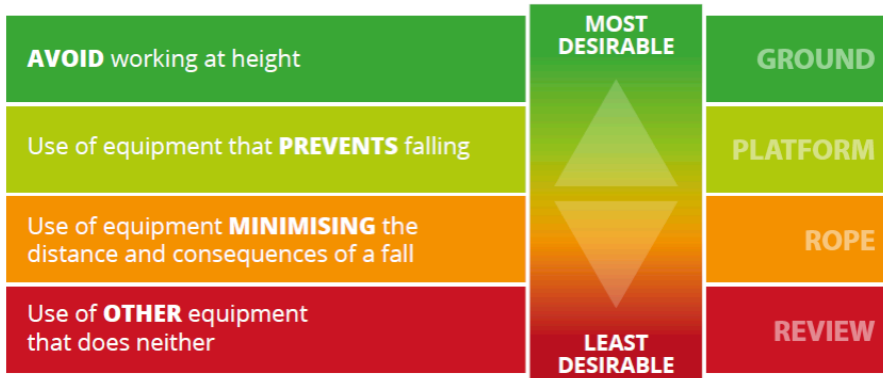 MOST
DESIRABLE
AVOID working at height
GROUND
Use of equipment that PREVENTS falling
PLATFORM
Use of equipment MINIMISING the
distance and consequences of a fall
ROPE
Use of OTHER equipment
that does neither
REVIEW
LEAST
DESIRABLE